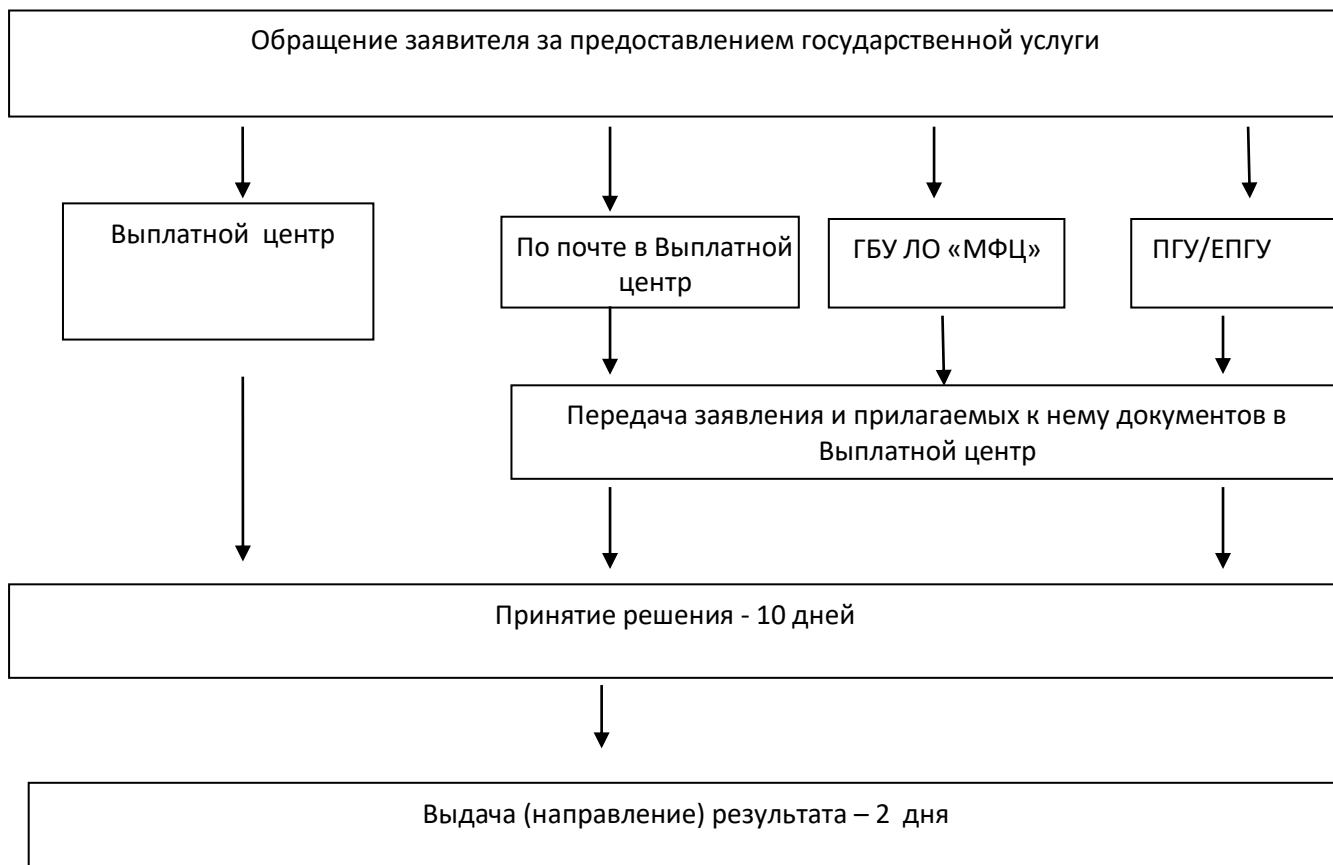 Обращение заявителя за предоставлением государственной услуги
Выплатной центр
По почте в Выплатной
центр
ГБУ ЛО «МФЦ»
ПГУ/ЕПГУ
Передача заявления и прилагаемых к нему документов в
Выплатной центр
Принятие решения - 10 дней
Выдача (направление) результата – 2 дня